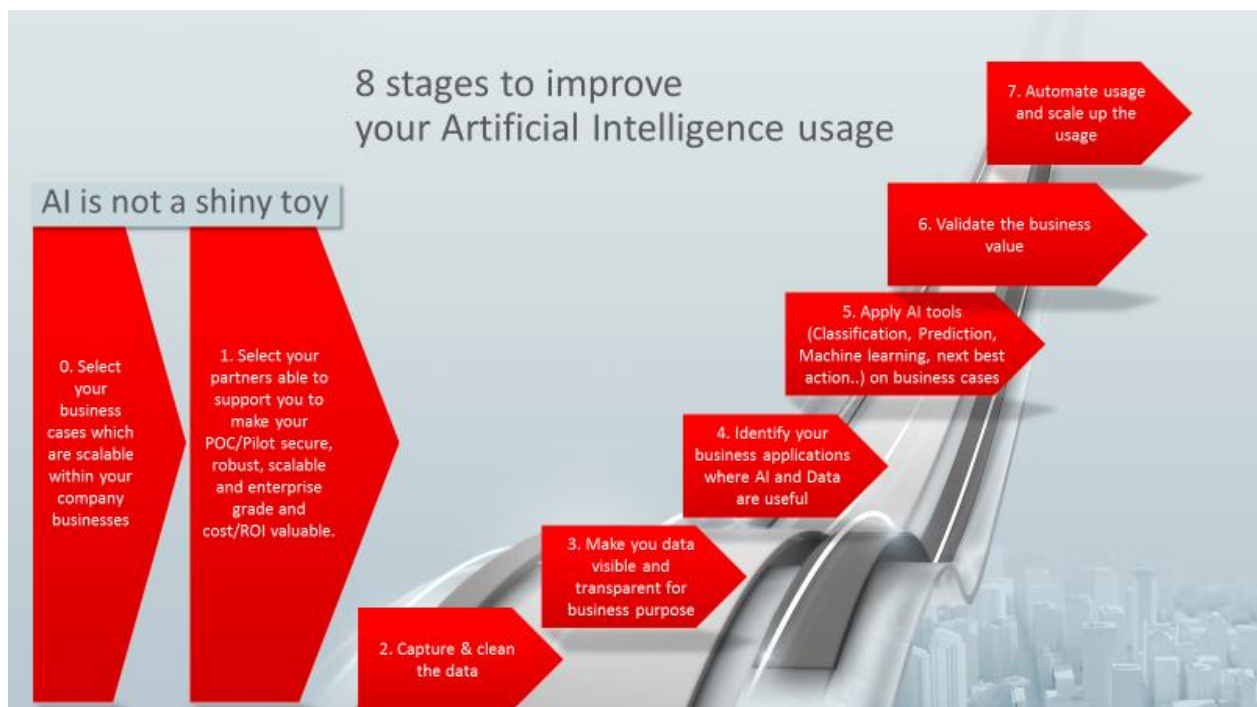 8 stages to improve
your Artificial Intelligence usage
AI is not a shiny toy
0. Select
your
business
cases which
are scalable
within your
company
businesses
1. Select your
partners able to
support you to
make your
POC/Pilot secure,
robust, scalable
and enterprise
grade and
cost/ROI valuable.
2. Capture & clean
the data
3. Make you data
visible and
transparent for
business purpose
4. Identify your
business applications
where AI and Data
are useful
5. Apply AI tools
(Classification, Prediction,
Machine learning, next best
action..) on business cases
6. Validate the business
value
7. Automate usage
and scale up the
usage